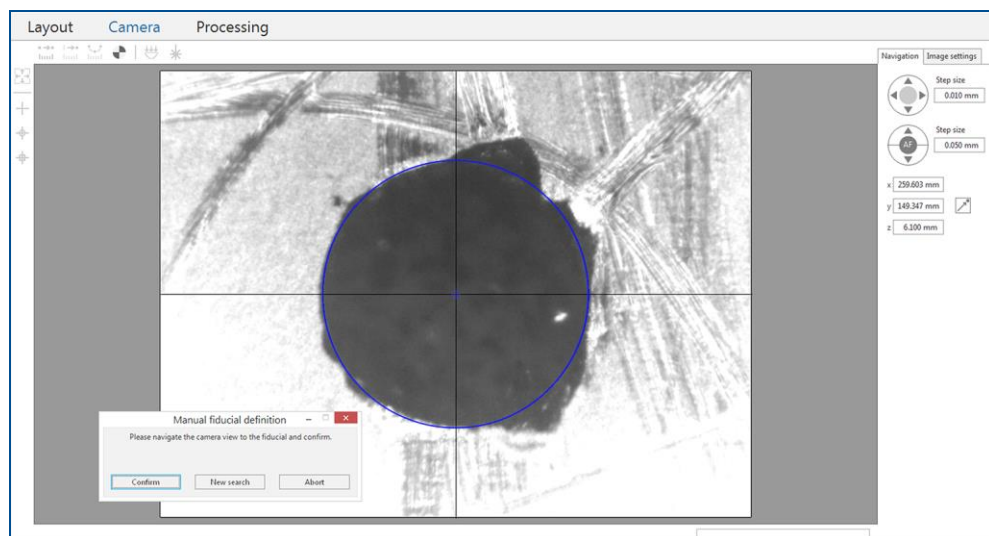 Layout Camera Processing
Navigation Image settings
Step size
0.010 mm
AF
Step size
0.050 mm
x 259.603 mm
y 149.347 mm
z 6.100 mm
Manual fiducial definition
Please navigate the camera view to the fiducial and confirm.
Confirm New search Abort